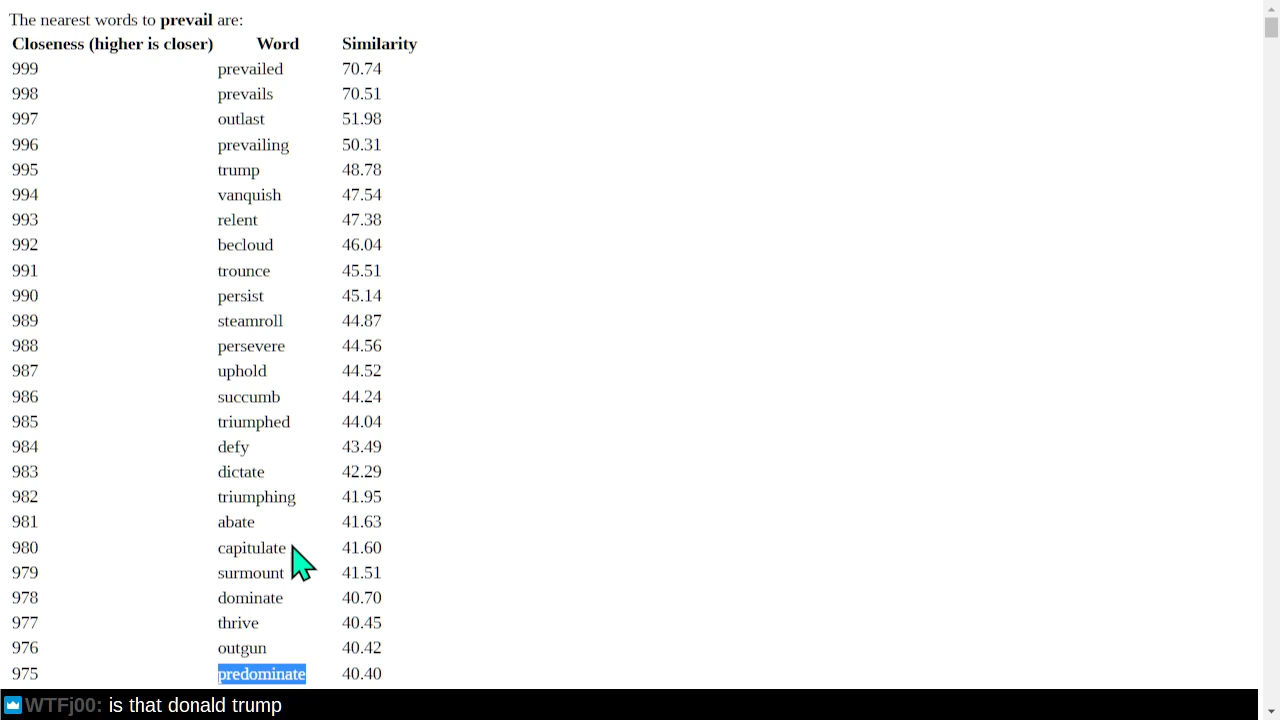 The nearest words to prevail are:
Closeness (higher is closer) Word Similarity
999 prevailed 70.74
998 prevails 70.51
997 outlast 51.98
996 prevailing 50.31
995 trump 48.78
994 vanquish 47.54
993 relent 47.38
992 becloud 46.04
991 trounce 45.51
990 persist 45.14
989 steamroll 44.87
988 persevere 44.56
987 uphold 44.52
986 succumb 44.24
985 triumphed 44.04
984 defy 43.49
983 dictate 42.29
982 triumphing 41.95
981 abate 41.63
980 capitulate 41.60
979 surmount 41.51
978 dominate 40.70
977 thrive 40.45
976 outgun 40.42
975 predominate 40.40
WTFj00: is that donald trump